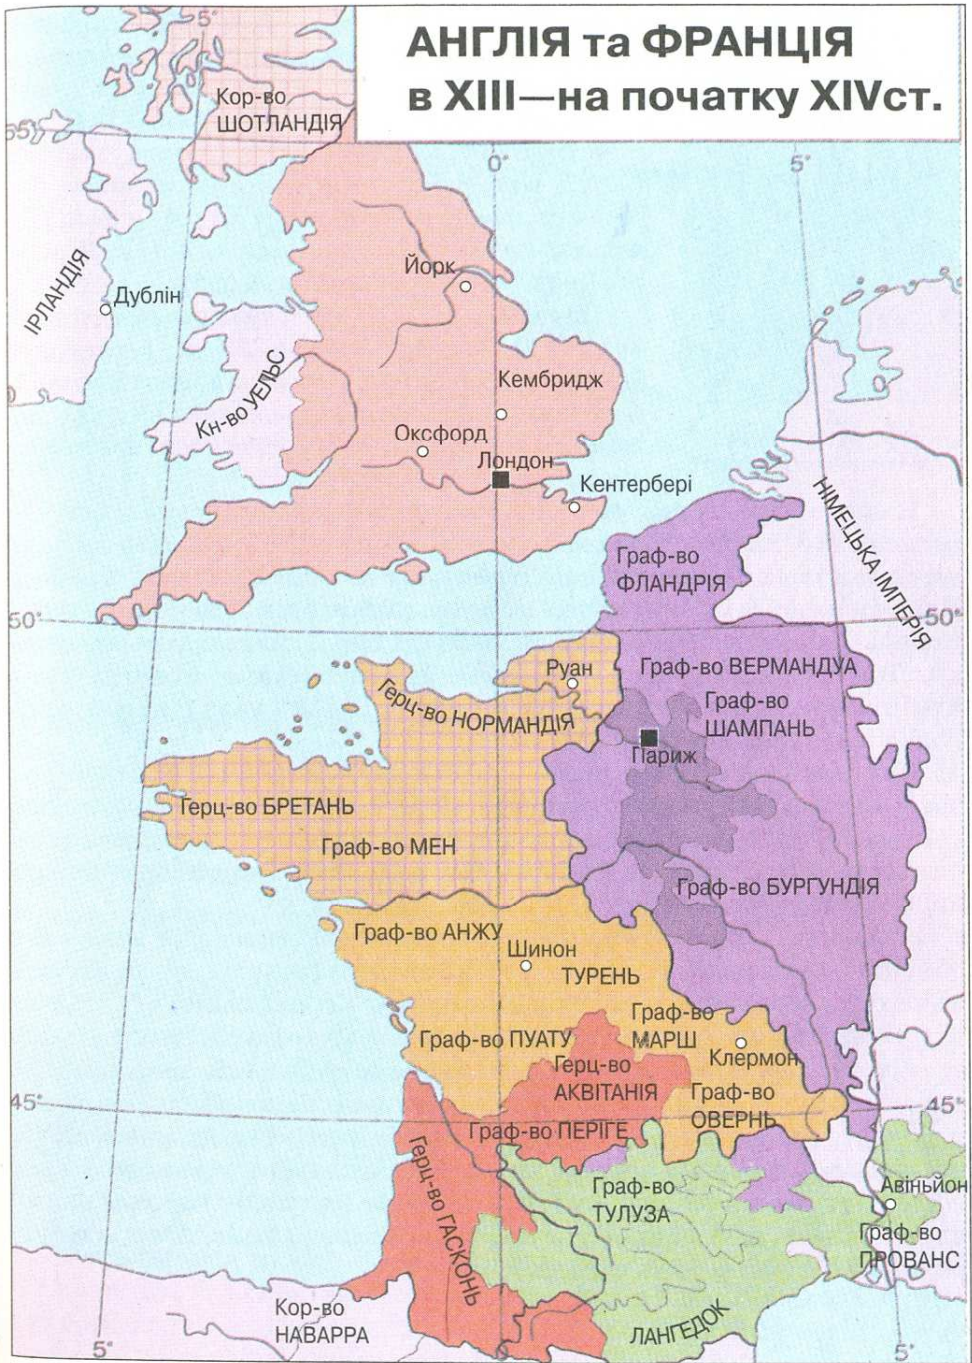 АНГЛІЯ та ФРАНЦІЯ
в XIII—на початку XIVст.
5°
Кор-во
ШОТЛАНДІЯ
55°
0°
5°
ІРЛАНДІЯ
Дублін
Йорк
Кн-во УЕЛЬС
Кембридж
Оксфорд
Лондон
Кентербері
НІМЕЦЬКА ІМПЕРІЯ
Граф-во
ФЛАНДРІЯ
50°
50°
Руан
Граф-во ВЕРМАНДУА
Герц-во НОРМАНДІЯ
Граф-во
ШАМПАНЬ
Париж
Герц-во БРЕТАНЬ
Граф-во МЕН
Граф-во БУРГУНДІЯ
Граф-во АНЖУ
Шинон
ТУРЕНЬ
Граф-во
МАРШ
Граф-во ПУАТУ
Клермон
Герц-во
АКВІТАНІЯ
Граф-во
ОВЕРНЬ
45°
45°
Граф-во ПЕРІГЕ
Герц-во ГАСКОНЬ
Граф-во
ТУЛУЗА
Авіньйон
Граф-во
ПРОВАНС
Кор-во
НАВАРРА
ЛАНГЕДОК
5°
0°
5°